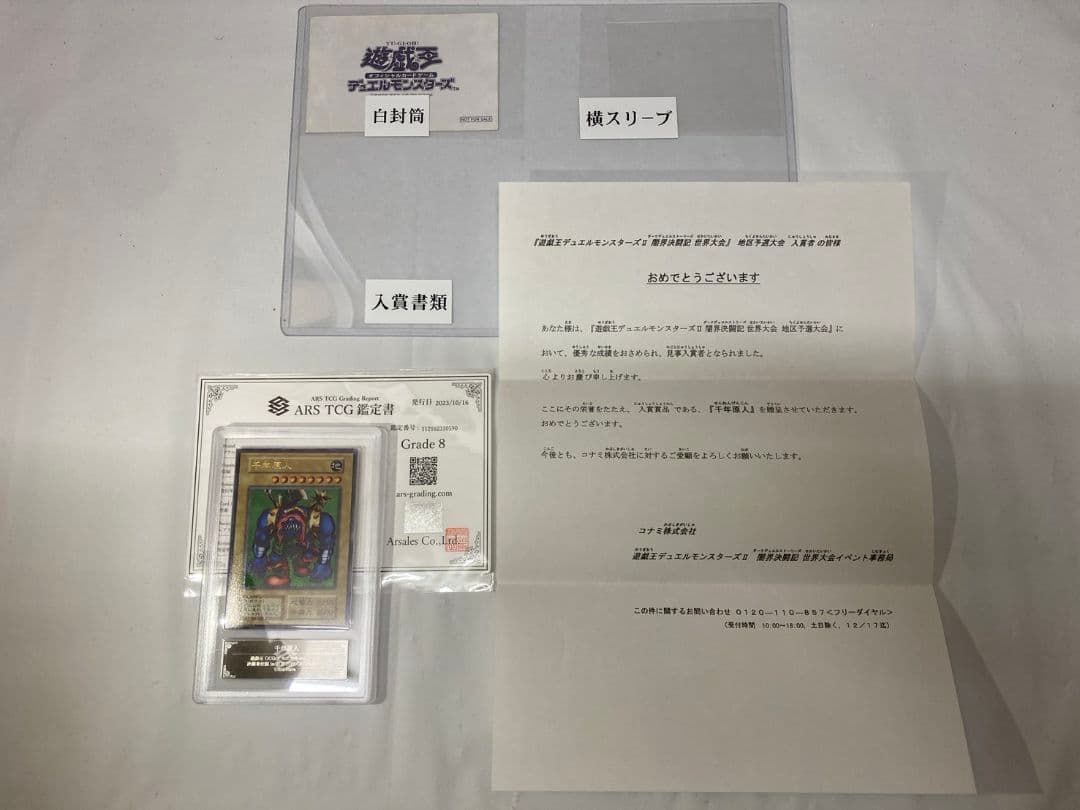 YU-GI-OH!
遊戯王
オフィシャルカードゲーム
デュエルモンスターズ
NOT FOR SALE
白封筒
横スリーブ
入賞書類
『遊戯王デュエルモンスターズⅡ 闇界決闘記 世界大会』 地区予選大会 入賞者 の皆様
おめでとうございます
あなた様は、『遊戯王デュエルモンスターズⅡ 闇界決闘記 世界大会 地区予選大会』に
おいて、優秀な成績をおさめられ、見事入賞者となられました。
心よりお慶び申し上げます。
ここにその栄誉をたたえ、入賞賞品 である、『千年原人』を贈呈させていただきます。
おめでとうございます。
今後とも、コナミ株式会社に対するご愛顧をよろしくお願いいたします。
コナミ株式会社
遊戯王デュエルモンスターズⅡ 闇界決闘記 世界大会イベント事務局
この件に関するお問い合わせ 0120―110―857<フリーダイヤル>
(受付時間 10:00~18:00、土日除く、12/17迄)
ARS TCG Grading Report
ARS TCG 鑑定書
発行日 2023/10/16
Grade 8
ars-grading.com
Arsales Co.,Ltd.
千年原人
地
千年原人